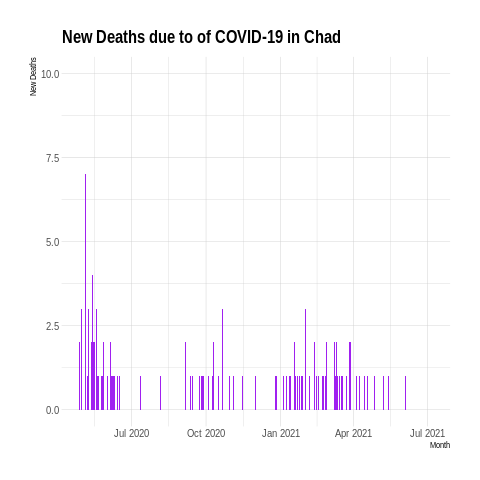 New Deaths due to of COVID-19 in Chad
New Deaths
10.0
7.5
5.0
2.5
0.0
Jul 2020 Oct 2020 Jan 2021 Apr 2021 Jul 2021
Month